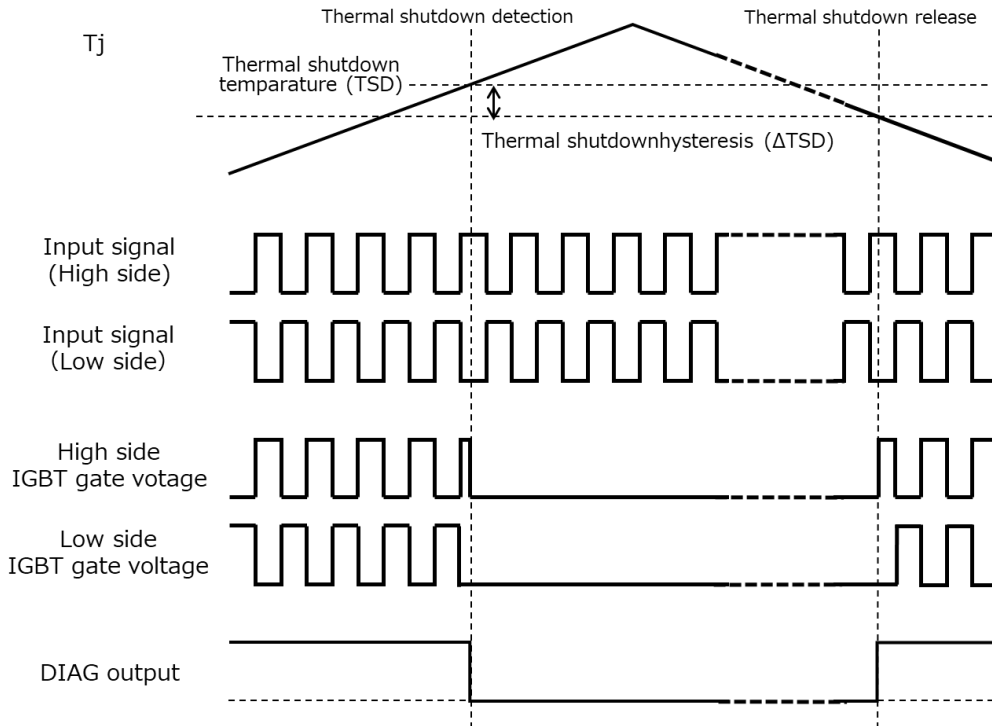 Thermal shutdown detection
Thermal shutdown release
Tj
Thermal shutdown
temparature (TSD)
Thermal shutdownhysteresis (ΔTSD)
Input signal
(High side)
Input signal
(Low side)
High side
IGBT gate votage
Low side
IGBT gate voltage
DIAG output